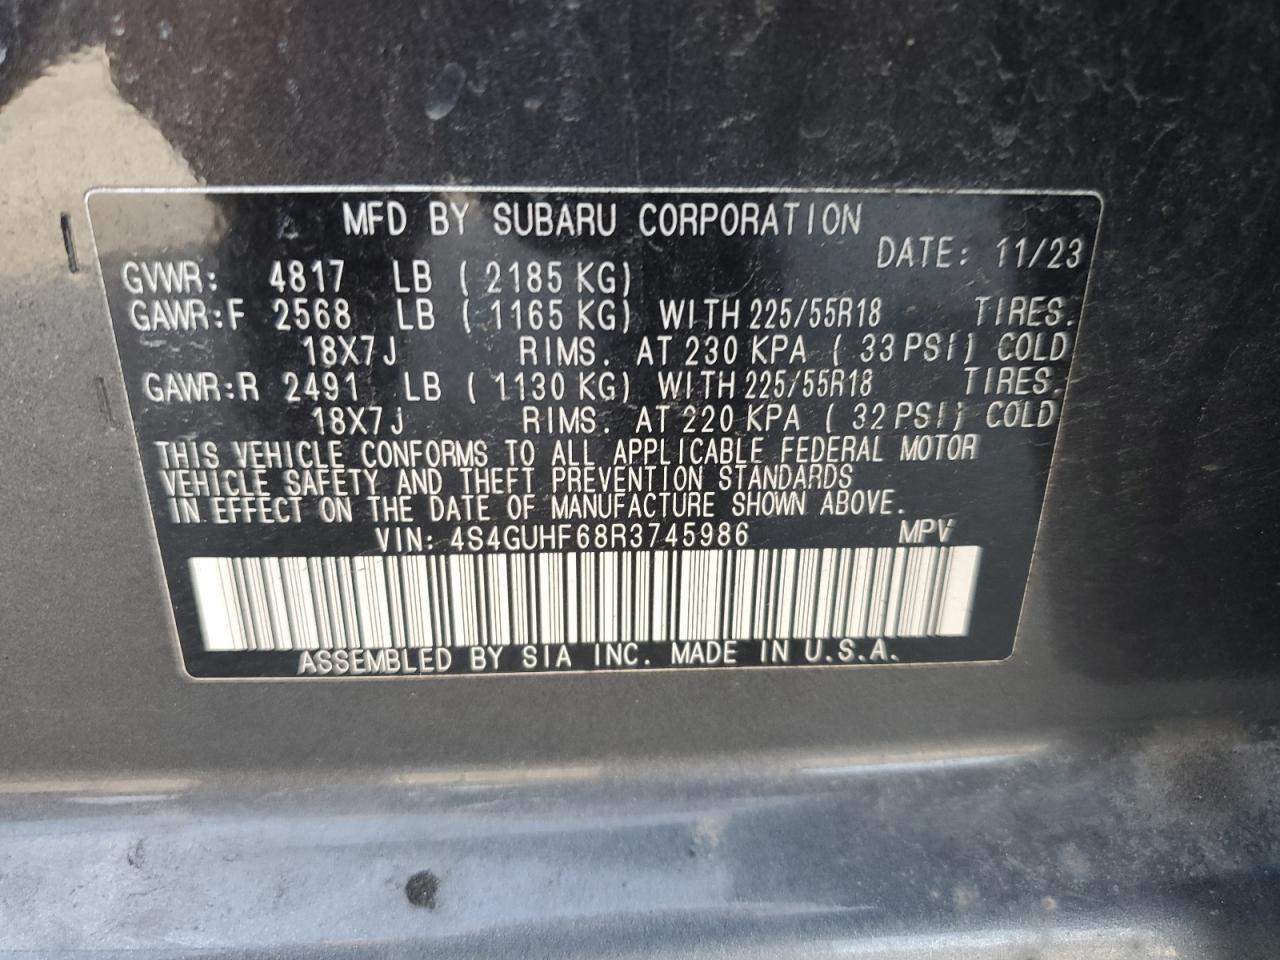 MFD BY SUBARU CORPORATION
DATE: 11/23
GVWR: 4817 LB ( 2185 KG)
GAWR:F 2568 LB ( 1165 KG) WITH 225/55R18 TIRES.
18X7J RIMS. AT 230 KPA ( 33 PSI) COLD
GAWR:R 2491 LB ( 1130 KG) WITH 225/55R18 TIRES.
18X7J RIMS. AT 220 KPA ( 32 PSI) COLD
THIS VEHICLE CONFORMS TO ALL APPLICABLE FEDERAL MOTOR
VEHICLE SAFETY AND THEFT PREVENTION STANDARDS
IN EFFECT ON THE DATE OF MANUFACTURE SHOWN ABOVE.
VIN: 4S4GUHF68R3745986 MPV
ASSEMBLED BY SIA INC. MADE IN U.S.A.